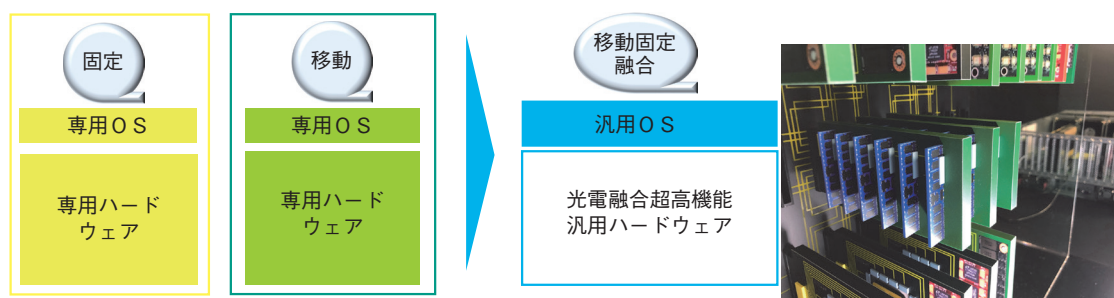 固定
専用OS
専用ハード
ウェア
移動
専用OS
専用ハード
ウェア
移動固定
融合
汎用OS
光電融合超高機能
汎用ハードウェア